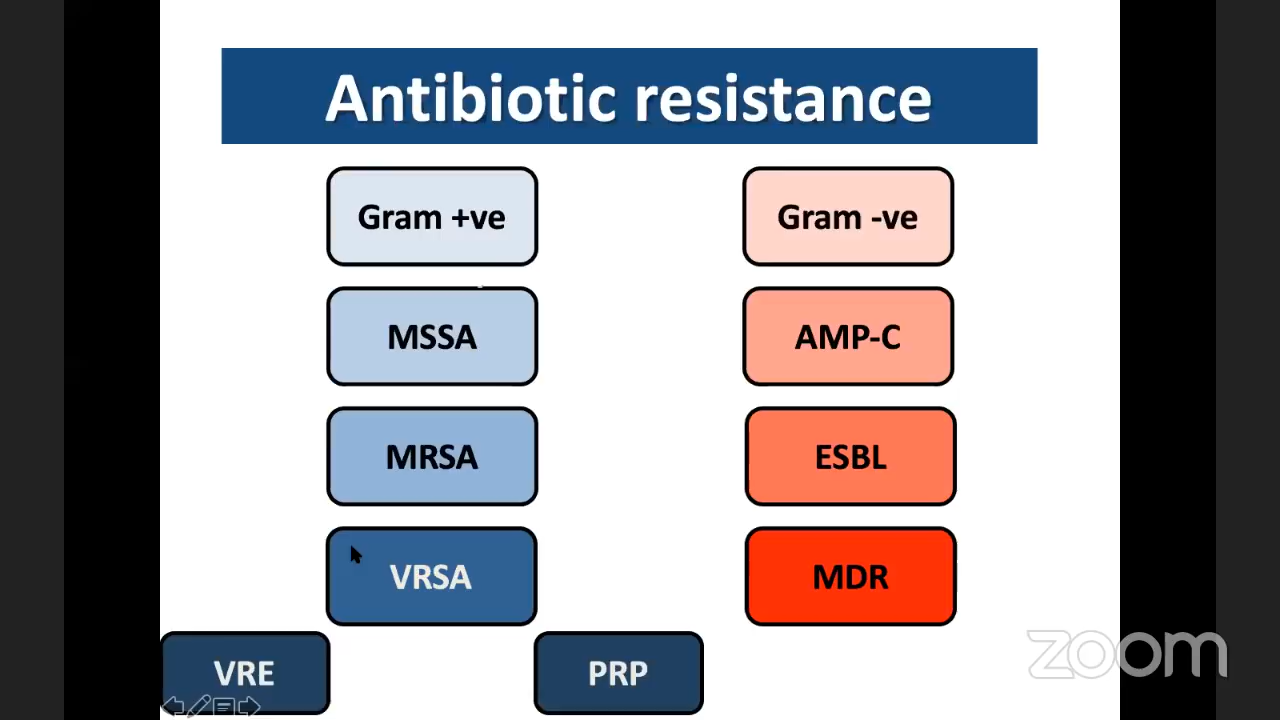 Antibiotic resistance
Gram +ve
Gram -ve
MSSA
AMP-C
MRSA
ESBL
VRSA
MDR
VRE
PRP
zoom